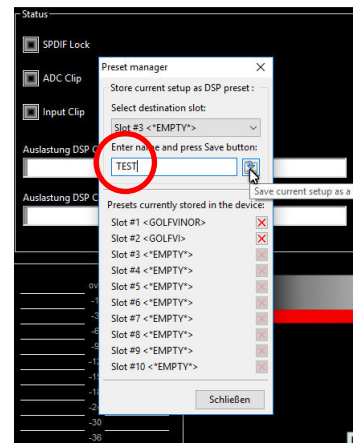 Status
SPDIF Lock
ADC Clip
Input Clip
Auslastung DSP C
Auslastung DSP C
Preset manager
Store current setup as DSP preset :
Select destination slot:
Slot #3 <*EMPTY*>
Enter name and press Save button:
TEST
Save current setup as a
Presets currently stored in the device:
Slot #1 <GOLFVINOR>
Slot #2 <GOLFVI>
Slot #3 <*EMPTY*>
Slot #4 <*EMPTY*>
Slot #5 <*EMPTY*>
Slot #6 <*EMPTY*>
Slot #7 <*EMPTY*>
Slot #8 <*EMPTY*>
Slot #9 <*EMPTY*>
Slot #10 <*EMPTY*>
Schließen
ov
-30
-36